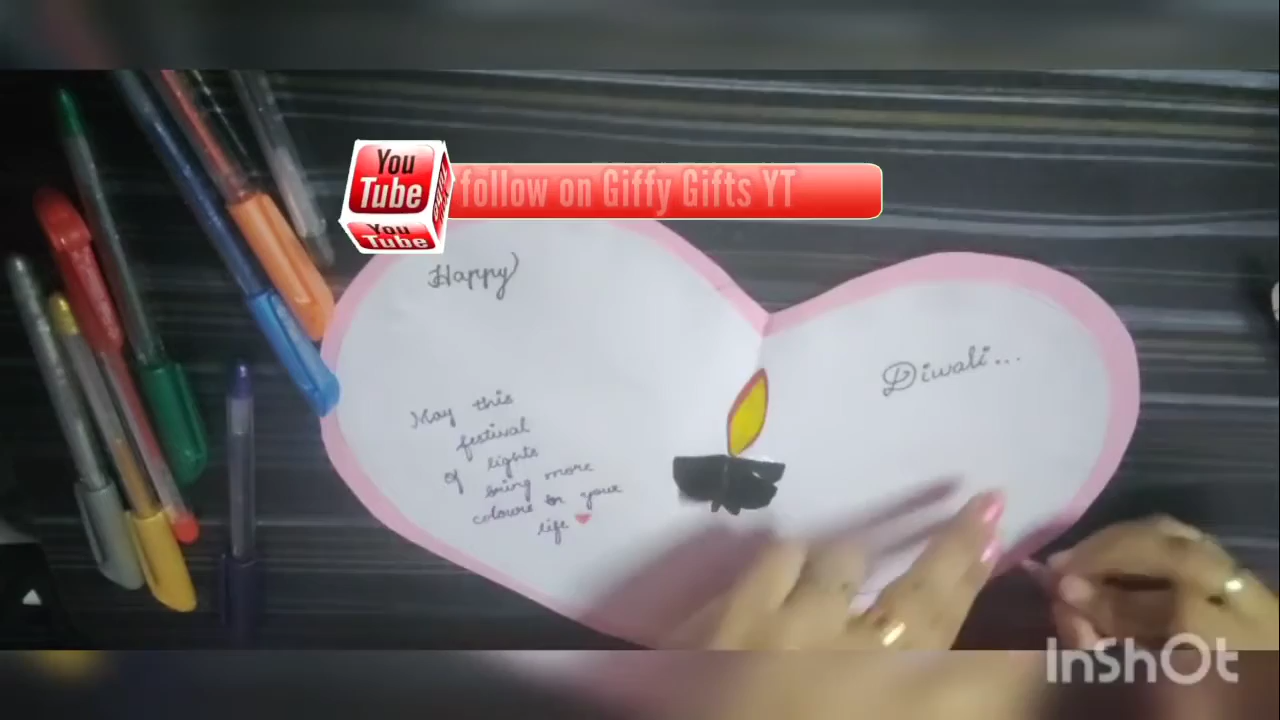 You
Tube
You
Tube
follow on Giffy Gifts YT
Happy
Diwali...
May this
festival
of lights
bring more
colours in your
life
InShOt